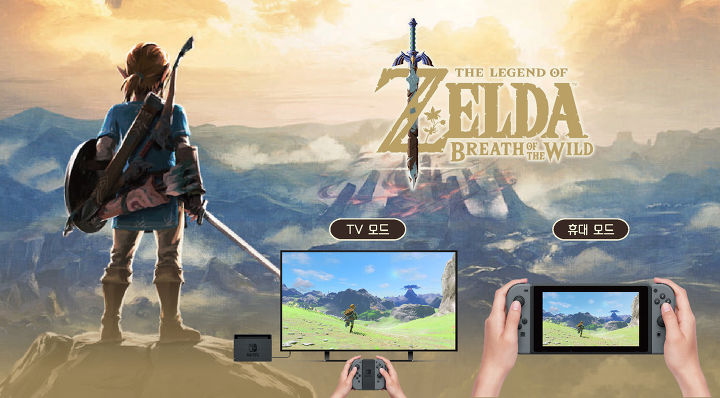 THE LEGEND OF
ZELDA
BREATH OF THE WILD
TV 모드
휴대 모드